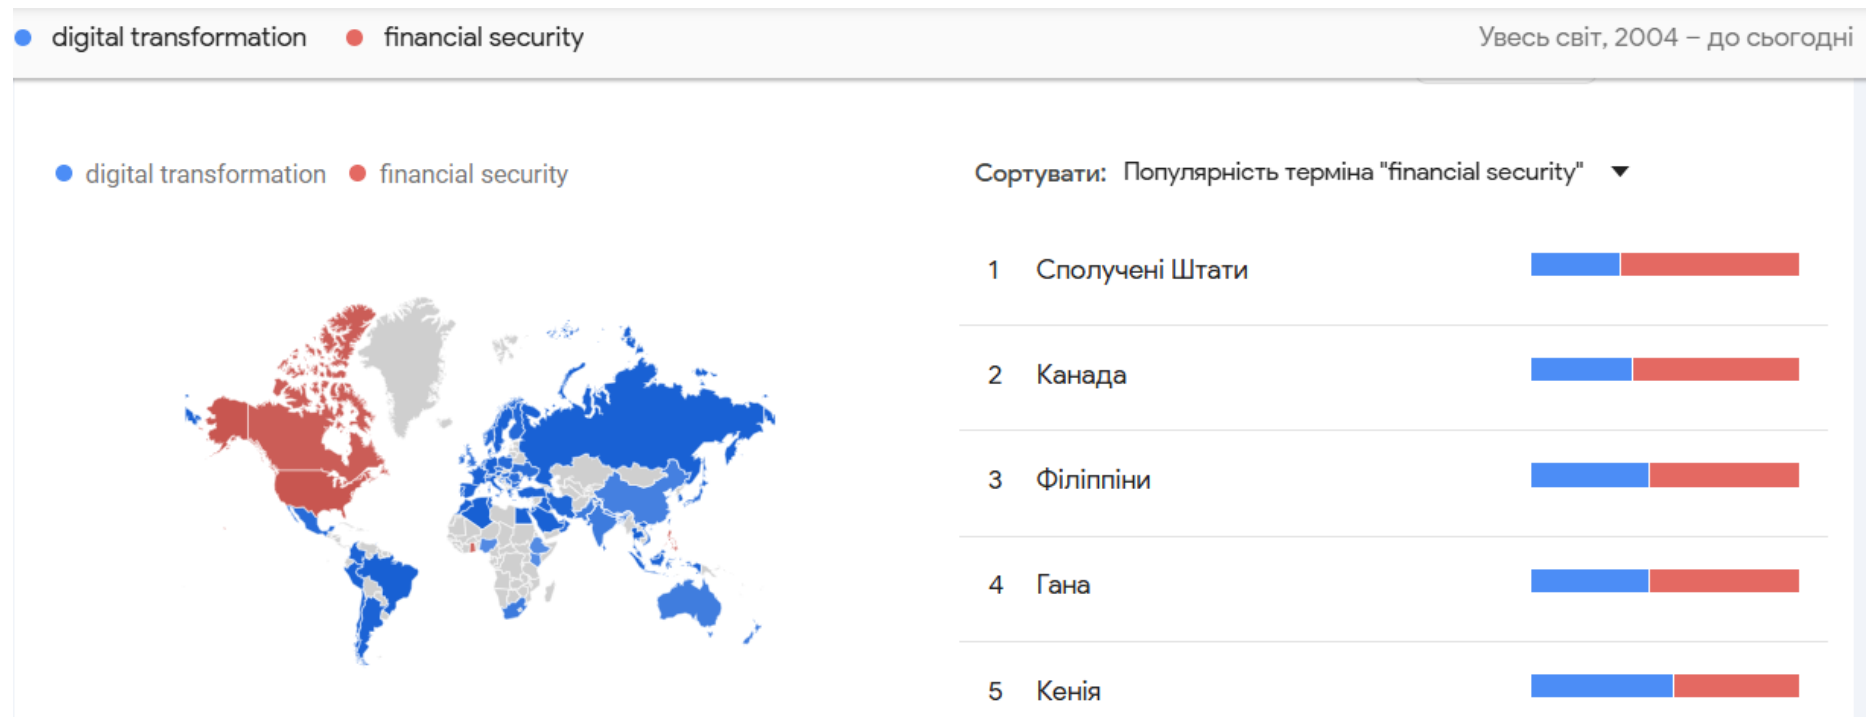 digital transformation financial security Увесь світ, 2004 – до сьогодні
digital transformation financial security
Сортувати: Популярність терміна "financial security"
1 Сполучені Штати
2 Канада
3 Філіппіни
4 Гана
5 Кенія